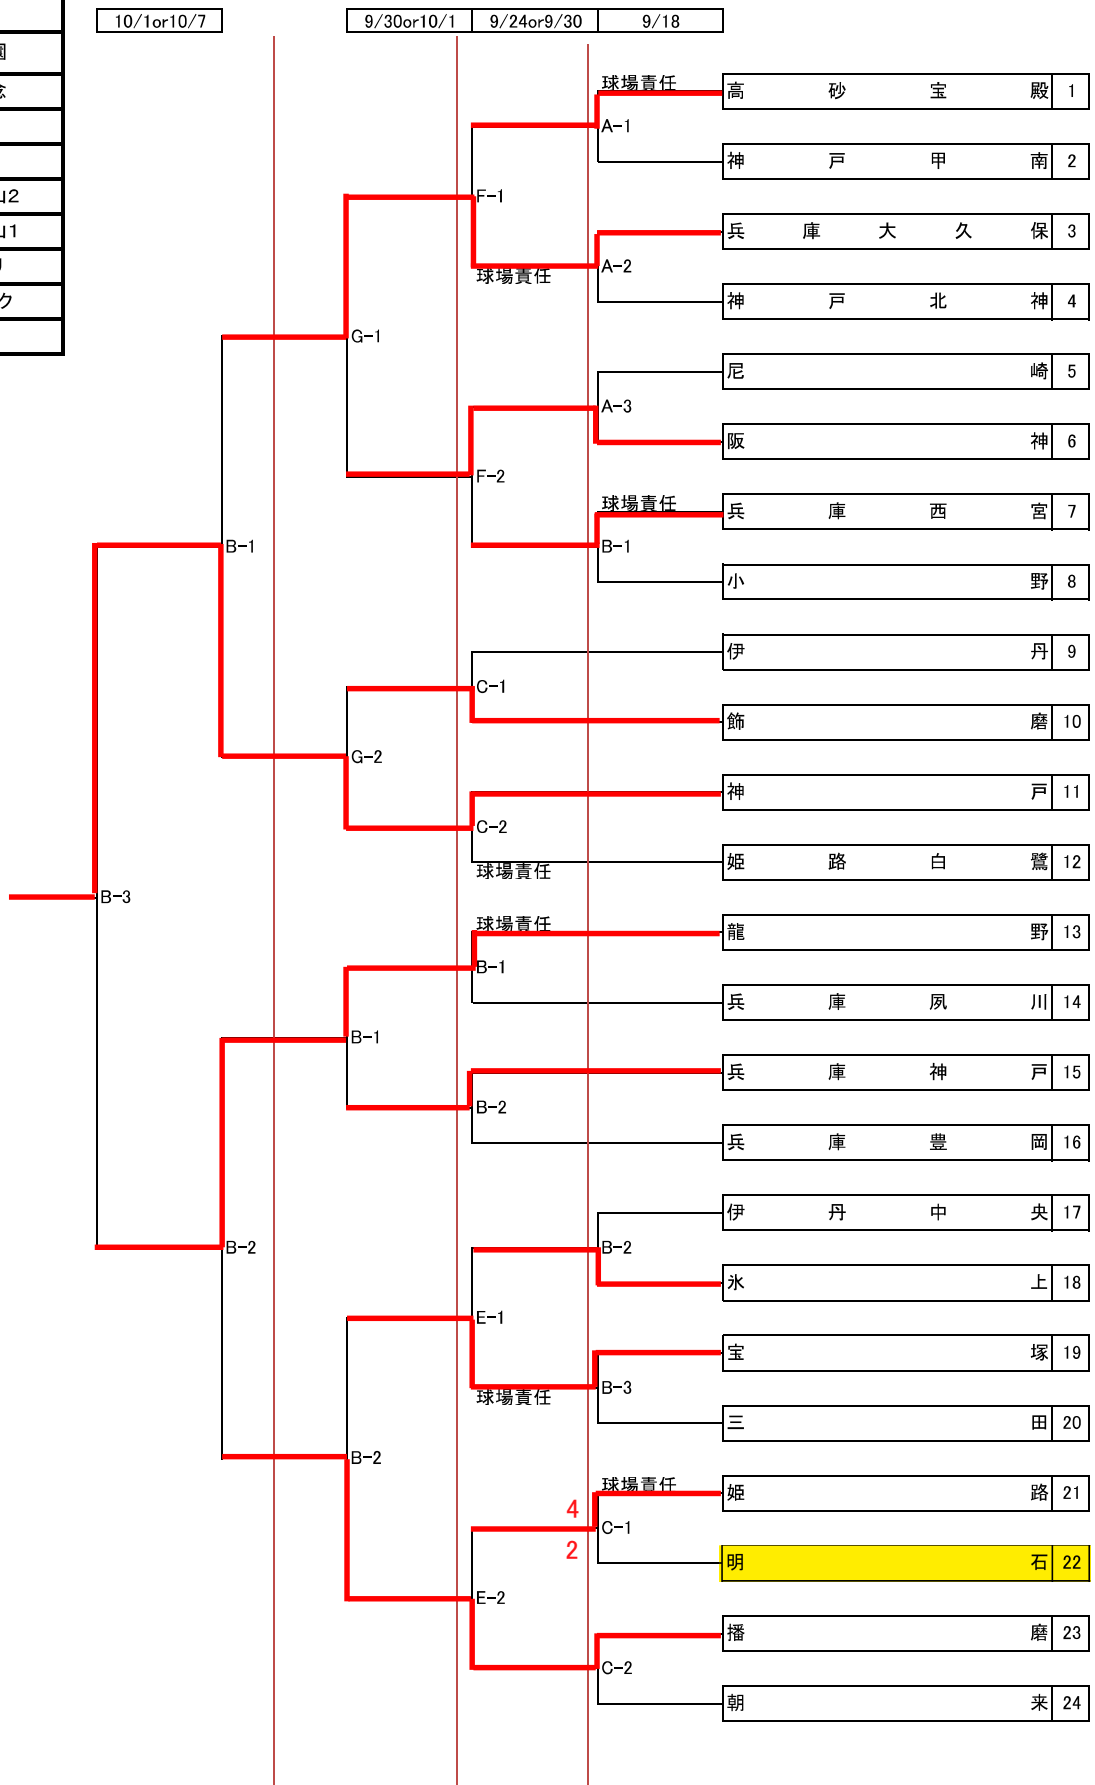 10/1or10/7 9/30or10/1 9/24or9/30 9/18
園
念
山2
山1
リ
ク
球場責任
高砂宝殿 1
A-1
神戸甲南 2
F-1
兵庫大久保 3
A-2
球場責任
神戸北神 4
G-1
尼崎 5
A-3
阪神 6
F-2
球場責任
兵庫西宮 7
B-1
B-1
小野 8
伊丹 9
C-1
飾磨 10
G-2
神戸 11
C-2
姫路白鷺 12
球場責任
B-3
球場責任
龍野 13
B-1
兵庫夙川 14
B-1
兵庫神戸 15
B-2
兵庫豊岡 16
伊丹中央 17
B-2
B-2
氷上 18
E-1
宝塚 19
B-3
球場責任
三田 20
B-2
球場責任
姫路 21
4
C-1
2
明石 22
E-2
播磨 23
C-2
朝来 24